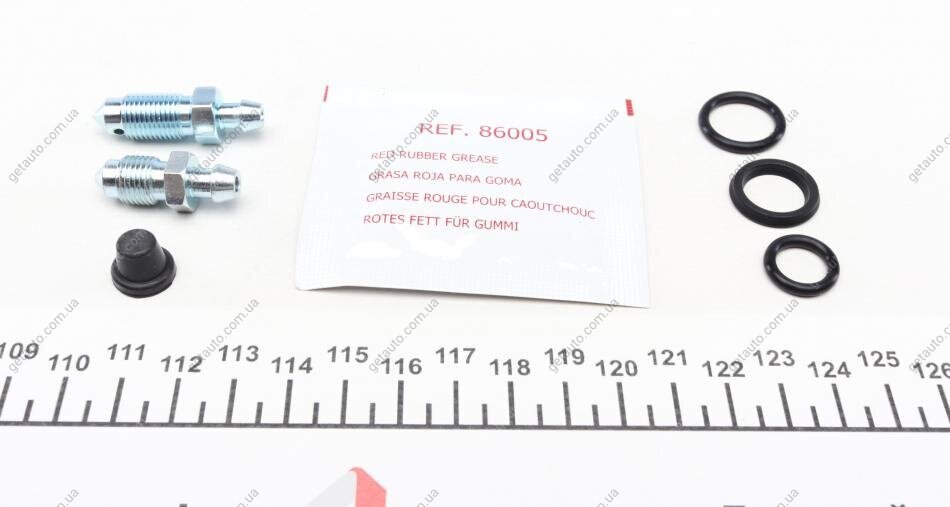 REF. 86005
RED RUBBER GREASE
GRASA ROJA PARA GOMA
GRAISSE ROUGE POUR CAOUTCHOUC
ROTES FETT FÜR GUMMI
109 110 111 112 113 114 115 116 117 118 119 120 121 122 123 124 125 126
getauto.com.ua